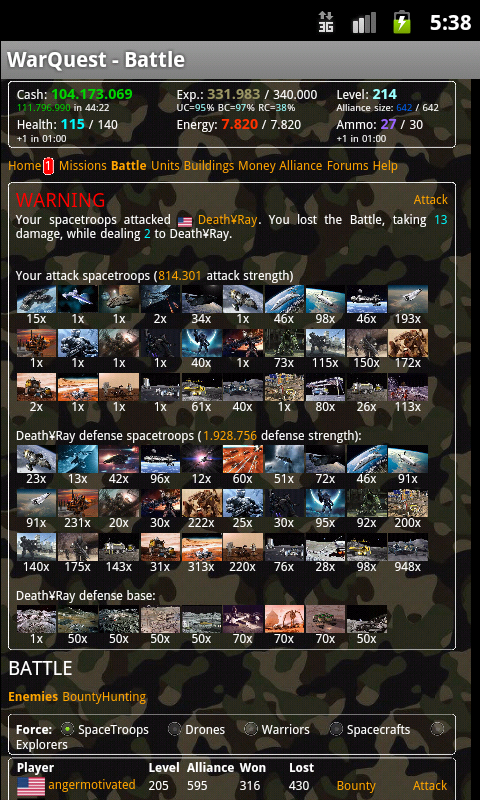 3G 5:38
WarQuest - Battle
Cash: 104.173.069 Exp.: 331.983 / 340.000 Level: 214
111.796.990 in 44:22 UC=95% BC=97% RC=38% Alliance size: 642 / 642
Health: 115 / 140 Energy: 7.820 / 7.820 Ammo: 27 / 30
+1 in 01:00 +1 in 01:00
Home 1 Missions Battle Units Buildings Money Alliance Forums Help
WARNING Attack
Your spacetroops attacked Death¥Ray. You lost the Battle, taking 13
damage, while dealing 2 to Death¥Ray.
Your attack spacetroops (814.301 attack strength)
15x 1x 1x 2x 34x 1x 46x 98x 46x 193x
1x 1x 1x 1x 40x 1x 73x 115x 150x 172x
2x 1x 1x 1x 61x 40x 1x 80x 26x 113x
Death¥Ray defense spacetroops (1.928.756 defense strength):
23x 13x 42x 96x 12x 60x 51x 72x 46x 91x
91x 231x 20x 30x 222x 25x 30x 95x 92x 200x
140x 175x 143x 31x 313x 220x 76x 28x 98x 948x
Death¥Ray defense base:
1x 50x 50x 50x 50x 70x 70x 70x 50x
BATTLE
Enemies BountyHunting
Force: SpaceTroops Drones Warriors Spacecrafts
Explorers
Player Level Alliance Won Lost
angermotivated 205 595 316 430 Bounty Attack